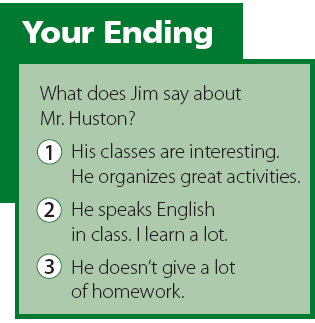 Your Ending
What does Jim say about
Mr. Huston?
1 His classes are interesting.
He organizes great activities.
2 He speaks English
in class. I learn a lot.
3 He doesn’t give a lot
of homework.